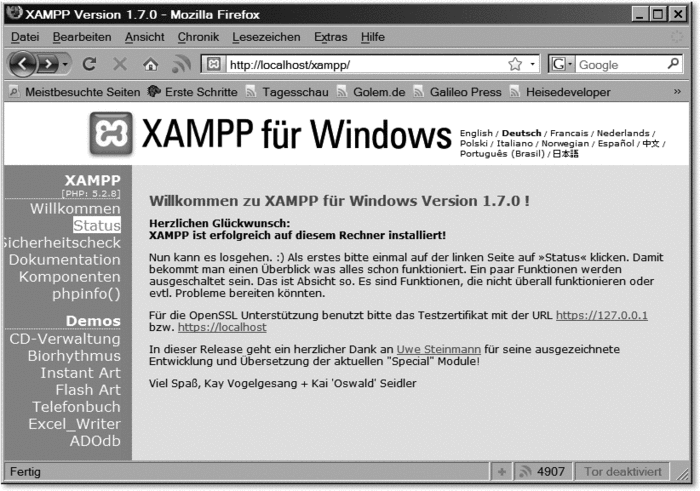 XAMPP Version 1.7.0 - Mozilla Firefox
Datei Bearbeiten Ansicht Chronik Lesezeichen Extras Hilfe
http://localhost/xampp/ G Google
Meistbesuchte Seiten Erste Schritte Tagesschau Golem.de Galileo Press Heisedeveloper »
XAMPP für Windows
English / Deutsch / Francais / Nederlands /
Polski / Italiano / Norwegian / Español / 中文 /
Português (Brasil) / 日本語
XAMPP
[PHP: 5.2.8]
Willkommen
Status
Sicherheitscheck
Dokumentation
Komponenten
phpinfo()
Demos
CD-Verwaltung
Biorhythmus
Instant Art
Flash Art
Telefonbuch
Excel_Writer
ADOdb
Willkommen zu XAMPP für Windows Version 1.7.0 !
Herzlichen Glückwunsch:
XAMPP ist erfolgreich auf diesem Rechner installiert!
Nun kann es losgehen. :) Als erstes bitte einmal auf der linken Seite auf »Status« klicken. Damit
bekommt man einen Überblick was alles schon funktioniert. Ein paar Funktionen werden
ausgeschaltet sein. Das ist Absicht so. Es sind Funktionen, die nicht überall funktionieren oder
evtl. Probleme bereiten könnten.
Für die OpenSSL Unterstützung benutzt bitte das Testzertifikat mit der URL https://127.0.0.1
bzw. https://localhost
In dieser Release geht ein herzlicher Dank an Uwe Steinmann für seine ausgezeichnete
Entwicklung und Übersetzung der aktuellen "Special" Module!
Viel Spaß, Kay Vogelgesang + Kai 'Oswald' Seidler
Fertig 4907 Tor deaktiviert